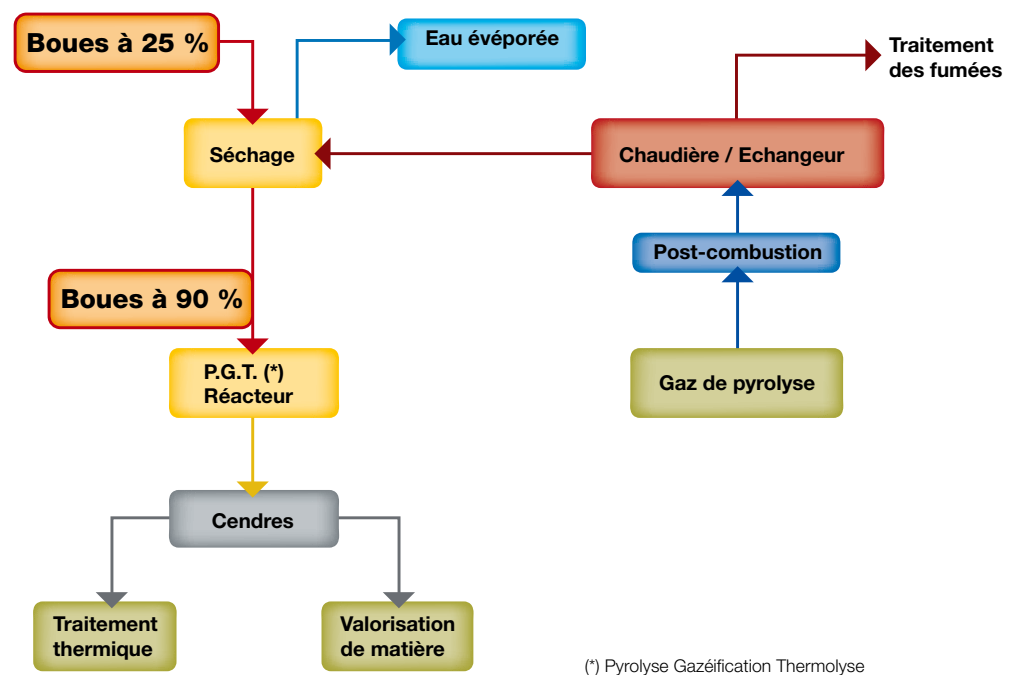 Boues à 25 %
Eau évéporée
Traitement
des fumées
Séchage
Chaudière / Echangeur
Post-combustion
Boues à 90 %
P.G.T. (*)
Réacteur
Gaz de pyrolyse
Cendres
Traitement
thermique
Valorisation
de matière
(*) Pyrolyse Gazéification Thermolyse